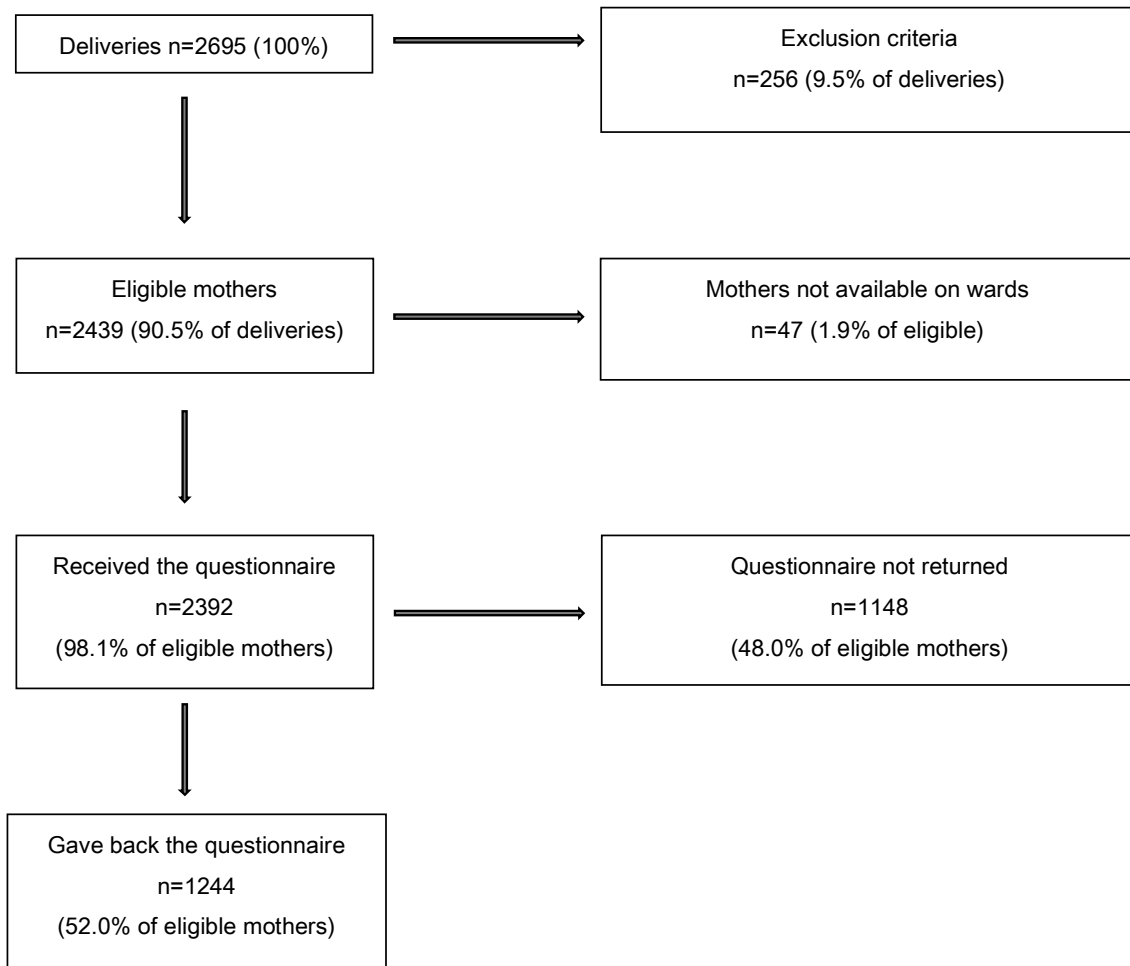 Deliveries n=2695 (100%)
Exclusion criteria
n=256 (9.5% of deliveries)
Eligible mothers
n=2439 (90.5% of deliveries)
Mothers not available on wards
n=47 (1.9% of eligible)
Received the questionnaire
n=2392
(98.1% of eligible mothers)
Questionnaire not returned
n=1148
(48.0% of eligible mothers)
Gave back the questionnaire
n=1244
(52.0% of eligible mothers)